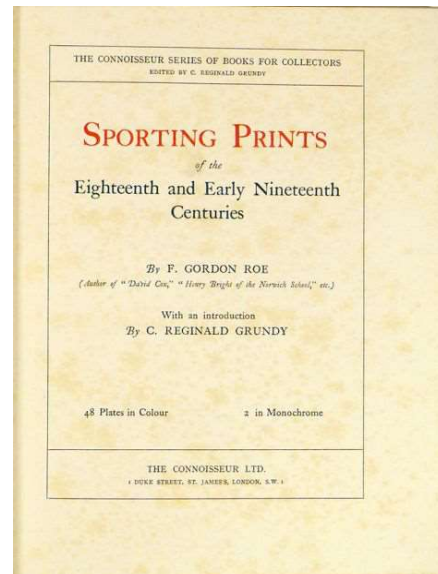 THE CONNOISSEUR SERIES OF BOOKS FOR COLLECTORS
EDITED BY C. REGINALD GRUNDY
SPORTING PRINTS
of the
Eighteenth and Early Nineteenth
Centuries
By F. GORDON ROE
(Author of "David Cox," "Henry Bright of the Norwich School," etc.)
With an introduction
By C. REGINALD GRUNDY
48 Plates in Colour 2 in Monochrome
THE CONNOISSEUR LTD.
1 DUKE STREET, ST. JAMES'S, LONDON, S.W. 1